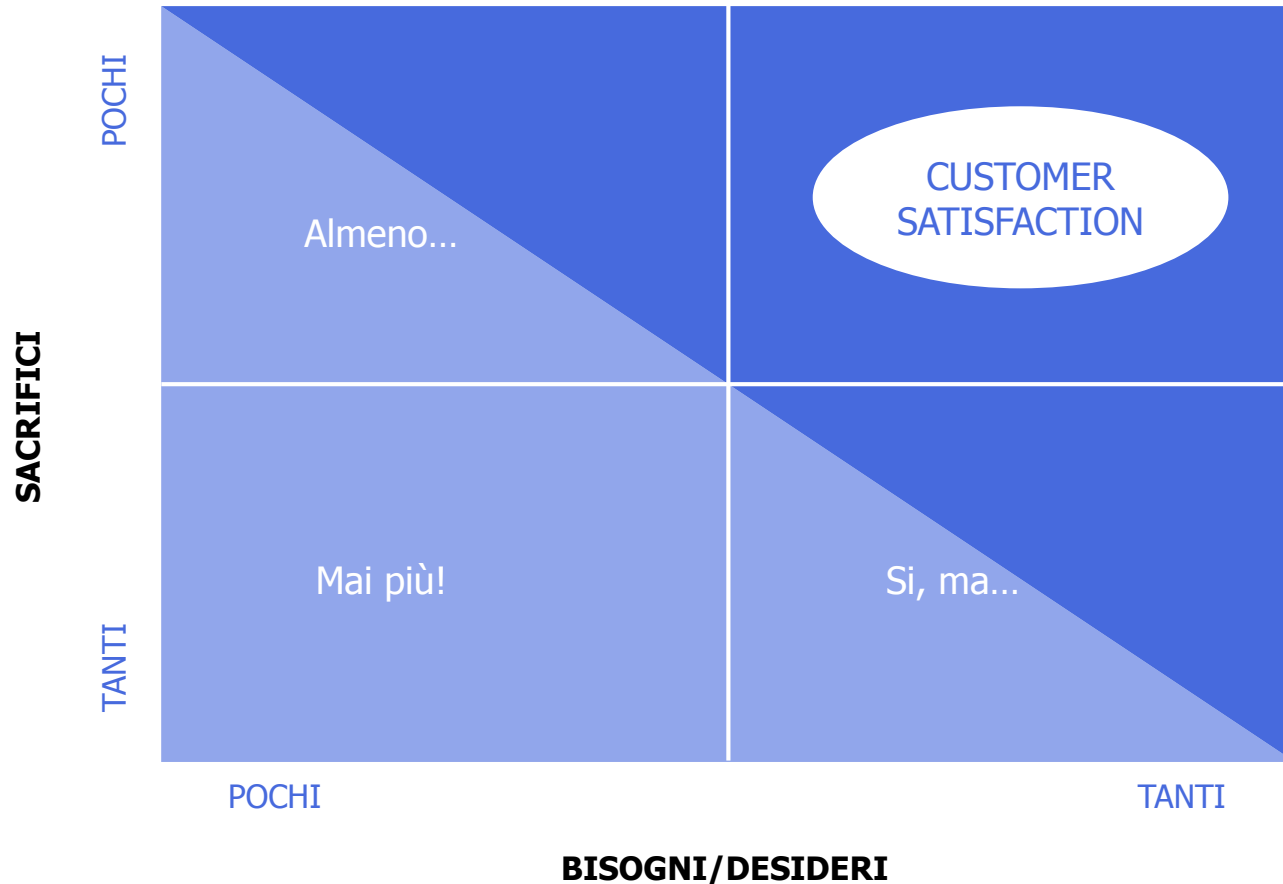 POCHI
CUSTOMER
SATISFACTION
Almeno…
SACRIFICI
Mai più!
Si, ma…
TANTI
POCHI
TANTI
BISOGNI/DESIDERI